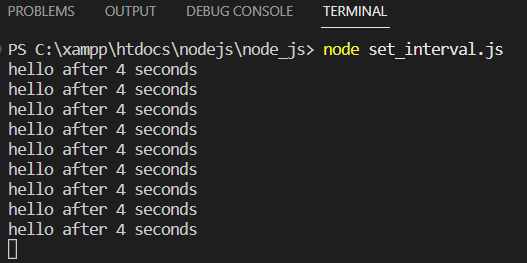 PROBLEMS OUTPUT DEBUG CONSOLE TERMINAL
PS C:\xampp\htdocs\nodejs\node_js> node set_interval.js
hello after 4 seconds
hello after 4 seconds
hello after 4 seconds
hello after 4 seconds
hello after 4 seconds
hello after 4 seconds
hello after 4 seconds
hello after 4 seconds
hello after 4 seconds